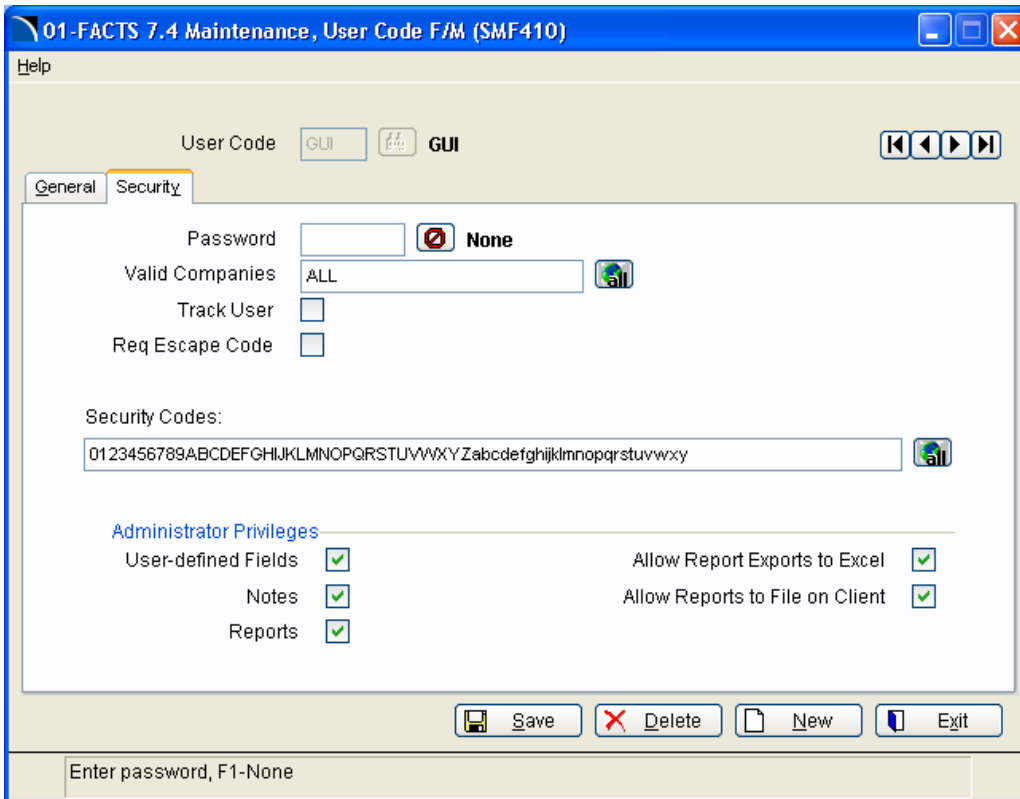 01-FACTS 7.4 Maintenance, User Code F/M (SMF410)
Help
User Code GUI GUI
General Security
Password None
Valid Companies ALL all
Track User
Req Escape Code
Security Codes:
0123456789ABCDEFGHIJKLMNOPQRSTUVWXYZabcdefghijklmnopqrstuvwxy all
Administrator Privileges
User-defined Fields Allow Report Exports to Excel
Notes Allow Reports to File on Client
Reports
Save Delete New Exit
Enter password, F1-None